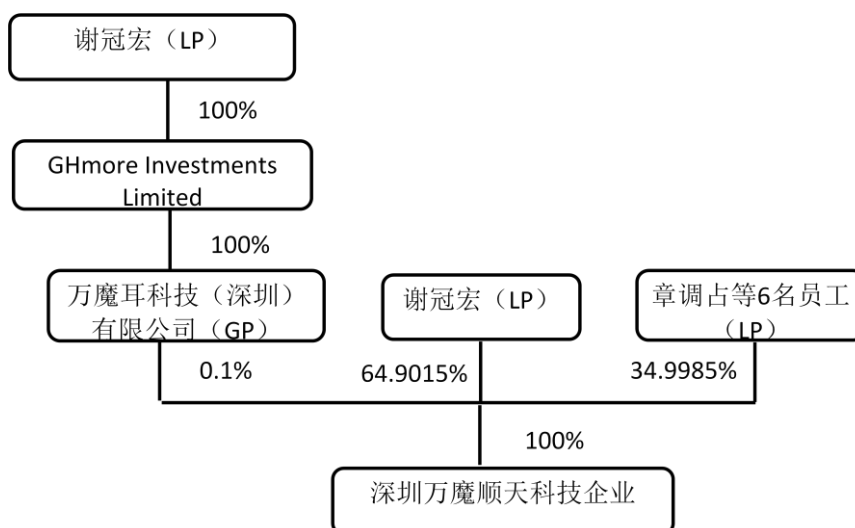 谢冠宏（LP）
100%
GHmore Investments
Limited
100%
万魔耳科技（深圳）
有限公司（GP）
谢冠宏（LP）
章调占等6名员工
（LP）
0.1%
64.9015%
34.9985%
100%
深圳万魔顺天科技企业